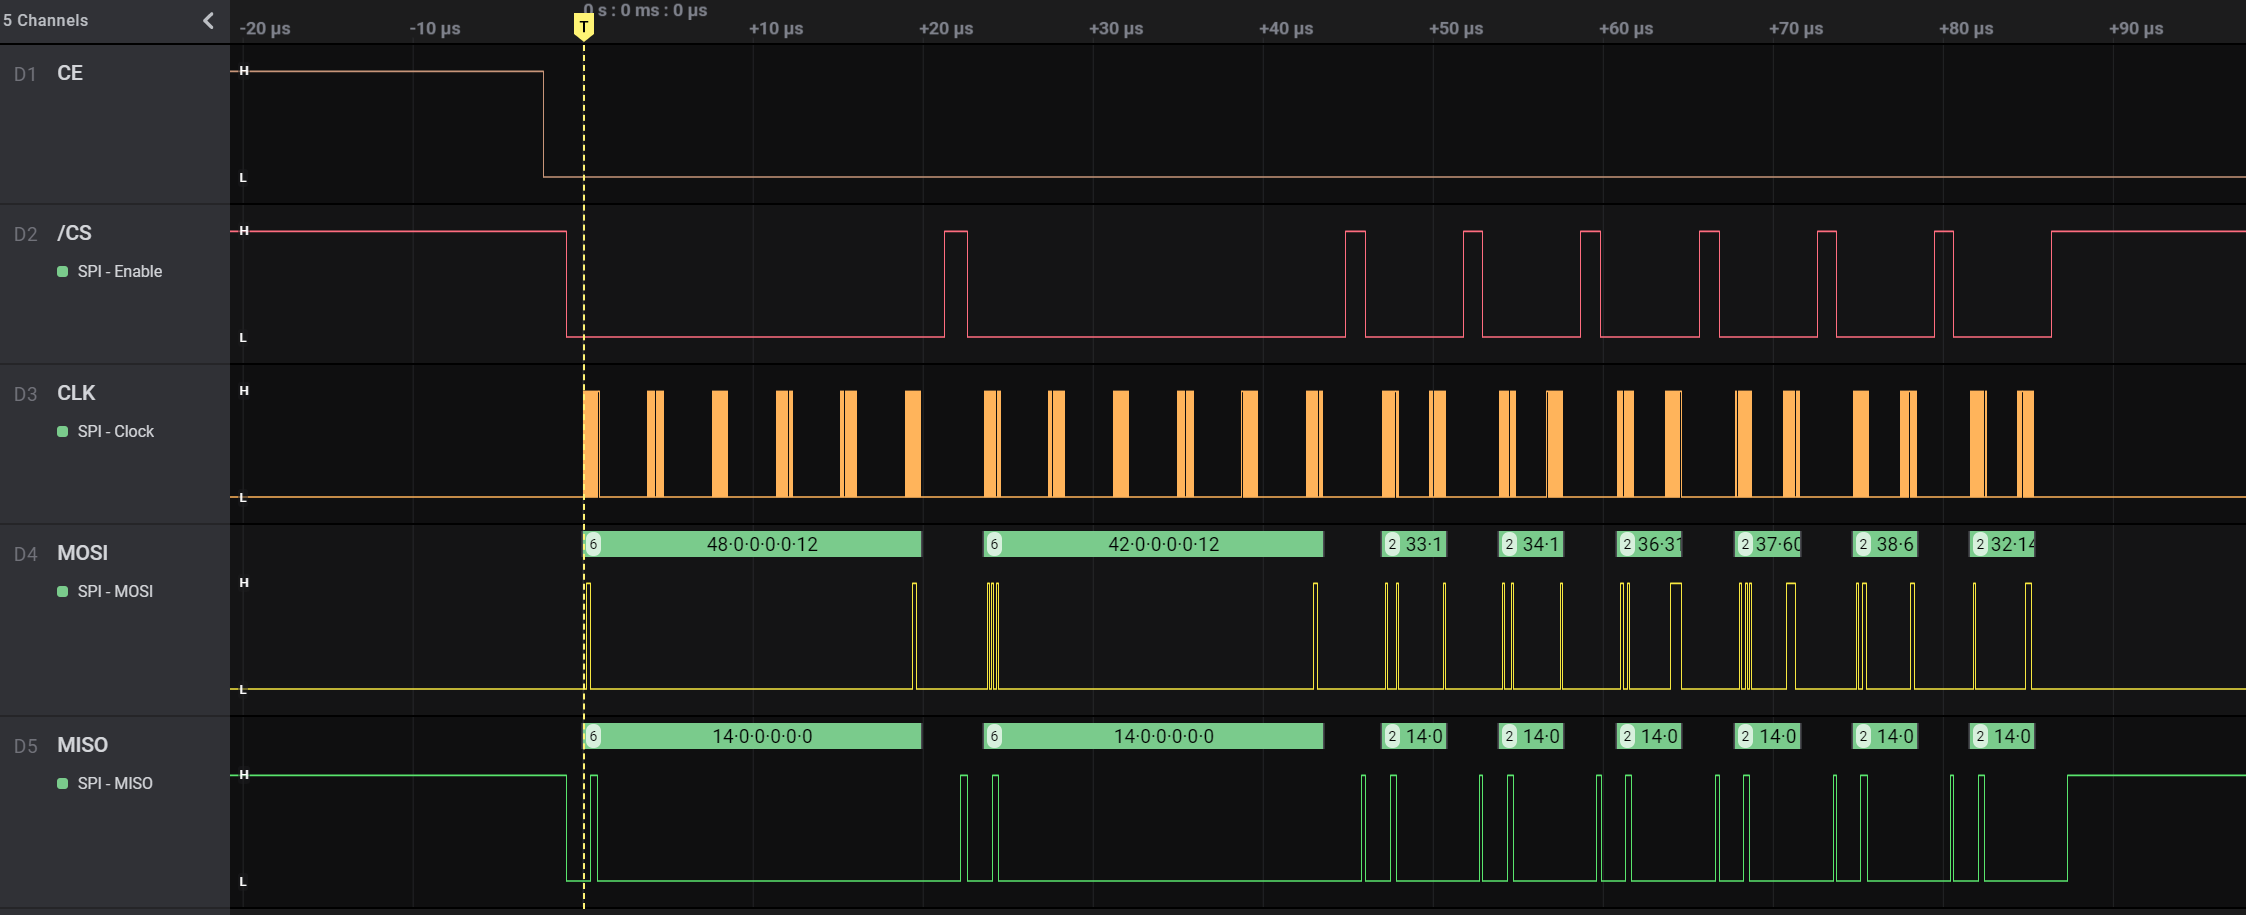 5 Channels
0 s : 0 ms : 0 µs
-20 µs -10 µs T +10 µs +20 µs +30 µs +40 µs +50 µs +60 µs +70 µs +80 µs +90 µs
D1 CE
H
L
D2 /CS
SPI - Enable
H
L
D3 CLK
SPI - Clock
H
L
D4 MOSI
SPI - MOSI
6 48·0·0·0·0·12 6 42·0·0·0·0·12 2 33·1 2 34·1 2 36·31 2 37·60 2 38·6 2 32·14
H
L
D5 MISO
SPI - MISO
6 14·0·0·0·0·0 6 14·0·0·0·0·0 2 14·0 2 14·0 2 14·0 2 14·0 2 14·0 2 14·0
H
L